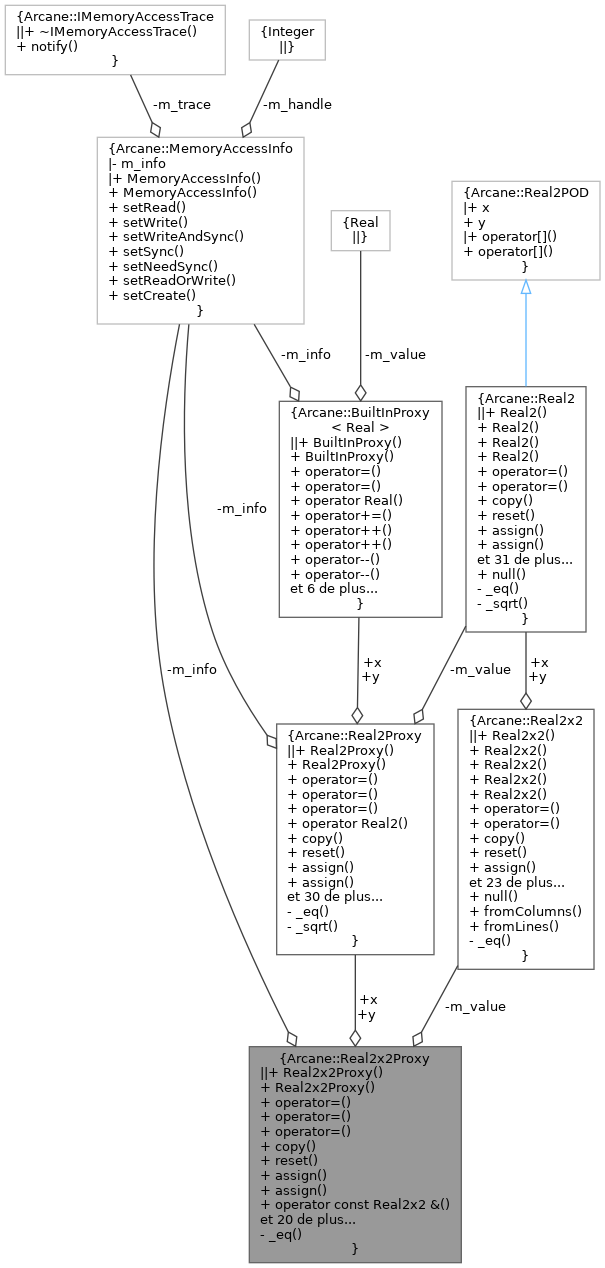 {Arcane::IMemoryAccessTrace
||+ ~IMemoryAccessTrace()
+ notify()
}
{Integer
||}
-m_trace
-m_handle
{Arcane::MemoryAccessInfo
|- m_info
|+ MemoryAccessInfo()
+ MemoryAccessInfo()
+ setRead()
+ setWrite()
+ setWriteAndSync()
+ setSync()
+ setNeedSync()
+ setReadOrWrite()
+ setCreate()
}
{Real
||}
{Arcane::Real2POD
|+ x
+ y
|+ operator[]()
+ operator[]()
}
-m_info
-m_value
{Arcane::BuiltInProxy
< Real >
||+ BuiltInProxy()
+ BuiltInProxy()
+ operator=()
+ operator=()
+ operator Real()
+ operator+=()
+ operator++()
+ operator++()
+ operator--()
+ operator--()
et 6 de plus...
}
{Arcane::Real2
||+ Real2()
+ Real2()
+ Real2()
+ Real2()
+ operator=()
+ operator=()
+ copy()
+ reset()
+ assign()
+ assign()
et 31 de plus...
+ null()
- _eq()
- _sqrt()
}
-m_info
+x
+y
-m_value
+x
+y
-m_info
{Arcane::Real2Proxy
||+ Real2Proxy()
+ Real2Proxy()
+ operator=()
+ operator=()
+ operator=()
+ operator Real2()
+ copy()
+ reset()
+ assign()
+ assign()
et 30 de plus...
- _eq()
- _sqrt()
}
{Arcane::Real2x2
||+ Real2x2()
+ Real2x2()
+ Real2x2()
+ Real2x2()
+ Real2x2()
+ operator=()
+ operator=()
+ copy()
+ reset()
+ assign()
et 23 de plus...
+ null()
+ fromColumns()
+ fromLines()
- _eq()
}
+x
+y
-m_value
{Arcane::Real2x2Proxy
||+ Real2x2Proxy()
+ Real2x2Proxy()
+ operator=()
+ operator=()
+ operator=()
+ copy()
+ reset()
+ assign()
+ assign()
+ operator const Real2x2 &()
et 20 de plus...
- _eq()
}